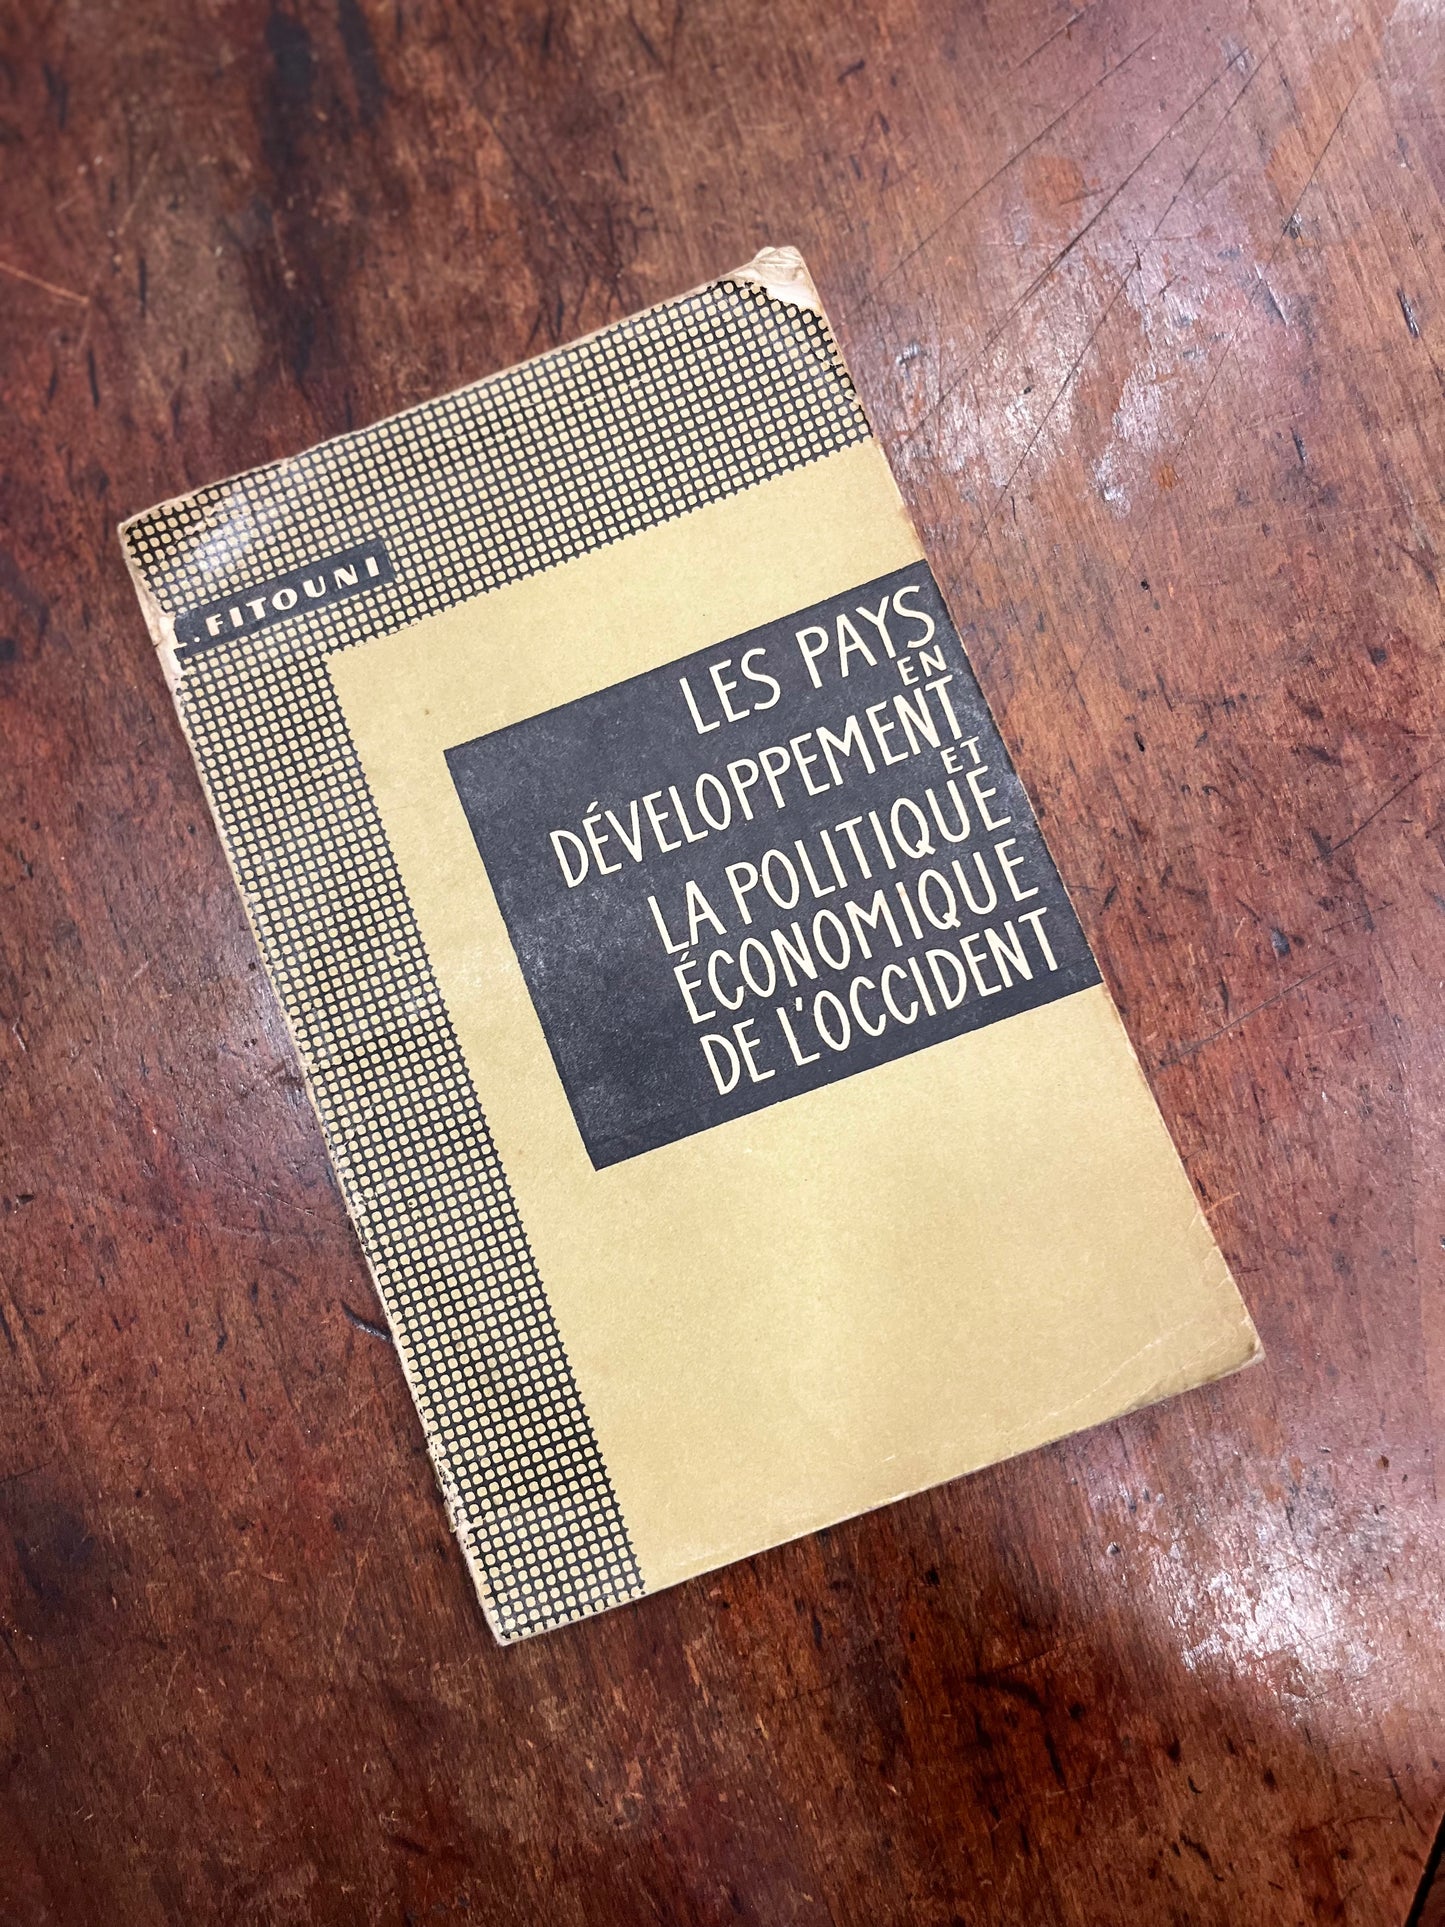 L. FITOUNI
LES PAYS
EN
DÉVELOPPEMENT
ET
LA POLITIQUE
ÉCONOMIQUE
DE L'OCCIDENT